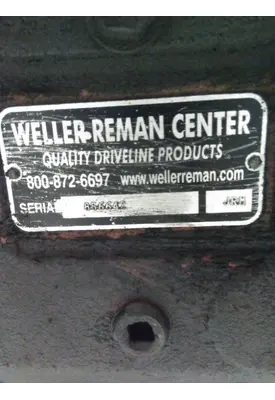 WELLER-REMAN CENTER
QUALITY DRIVELINE PRODUCTS
800-872-6697 www.wellerreman.com
SERIAL